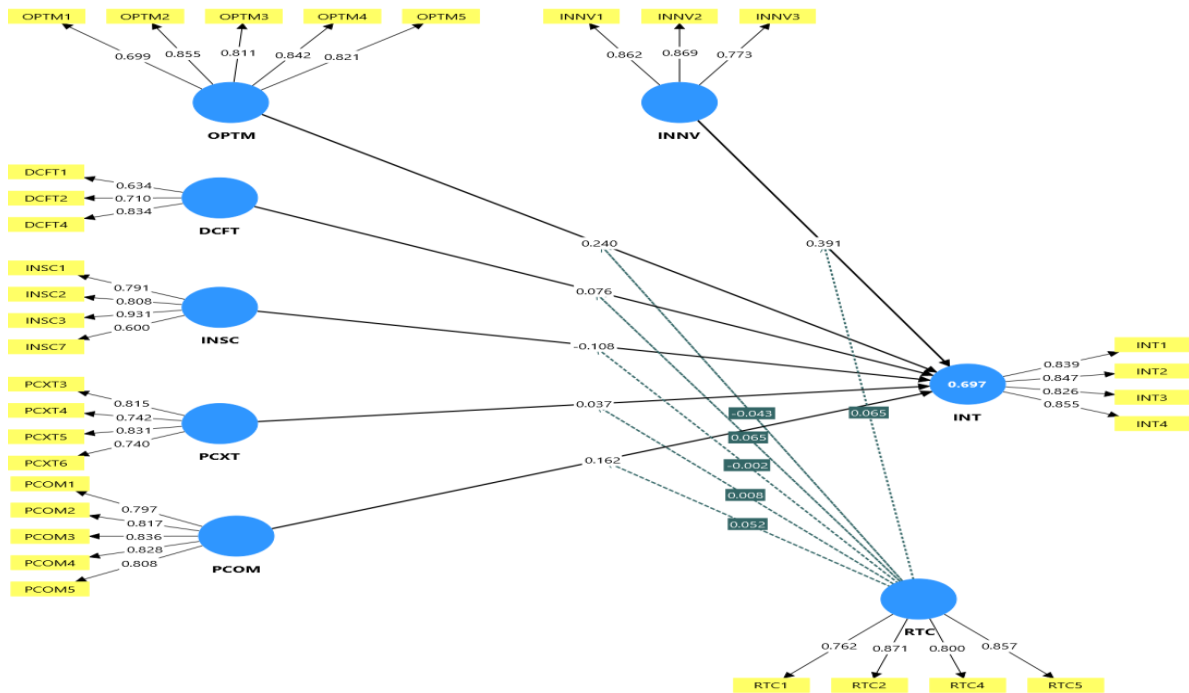 OPTM1 OPTM2 OPTM3 OPTM4 OPTM5
0.699 0.855 0.811 0.842 0.821
OPTM
INNV1 INNV2 INNV3
0.862 0.869 0.773
INNV
DCFT1
DCFT2
DCFT4
0.634
0.710
0.834
DCFT
INSC1
INSC2
INSC3
INSC7
0.791
0.808
0.931
0.600
INSC
PCXT3
PCXT4
PCXT5
PCXT6
0.815
0.742
0.831
0.740
PCXT
PCOM1
PCOM2
PCOM3
PCOM4
PCOM5
0.797
0.817
0.836
0.828
0.808
PCOM
0.240
0.391
0.076
-0.108
0.037
0.162
-0.043
0.065
0.065
-0.002
0.008
0.052
0.697
INT
0.839
0.847
0.826
0.855
INT1
INT2
INT3
INT4
RTC
0.762 0.871 0.800 0.857
RTC1 RTC2 RTC4 RTC5